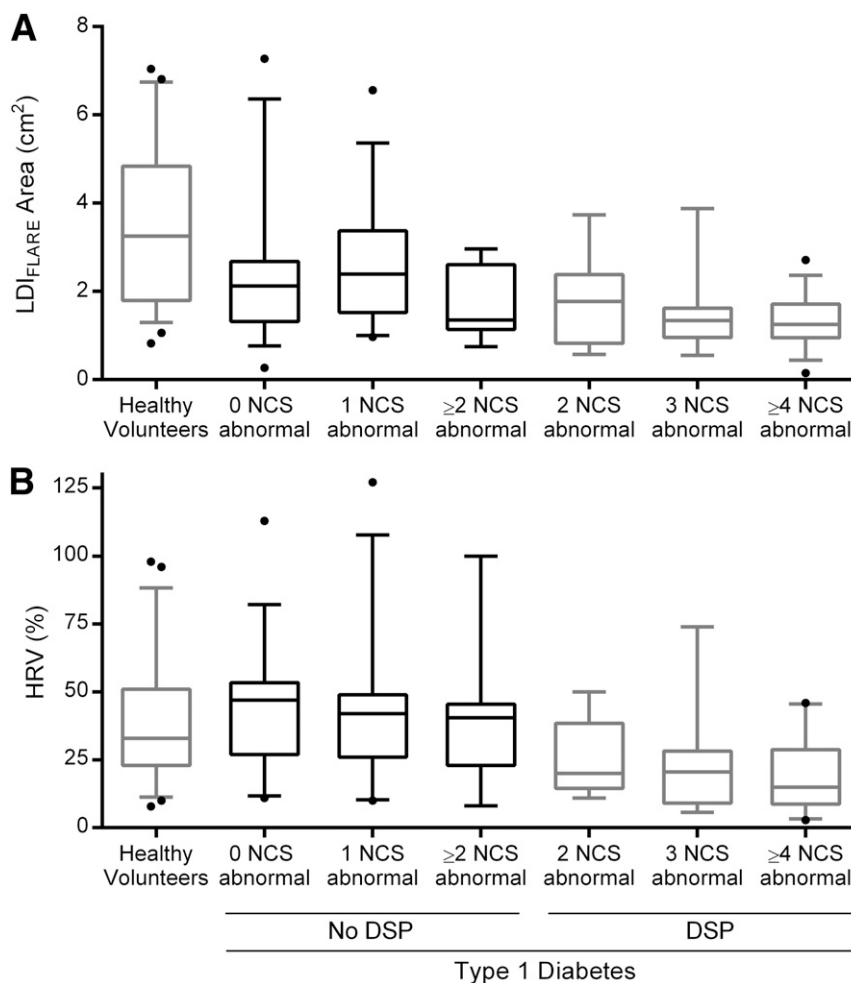 A
8
6
4
2
0
LDIFLARE Area (cm²)
Healthy Volunteers
0 NCS abnormal
1 NCS abnormal
≥2 NCS abnormal
2 NCS abnormal
3 NCS abnormal
≥4 NCS abnormal
B
125
100
75
50
25
0
HRV (%)
Healthy Volunteers
0 NCS abnormal
1 NCS abnormal
≥2 NCS abnormal
2 NCS abnormal
3 NCS abnormal
≥4 NCS abnormal
No DSP
DSP
Type 1 Diabetes